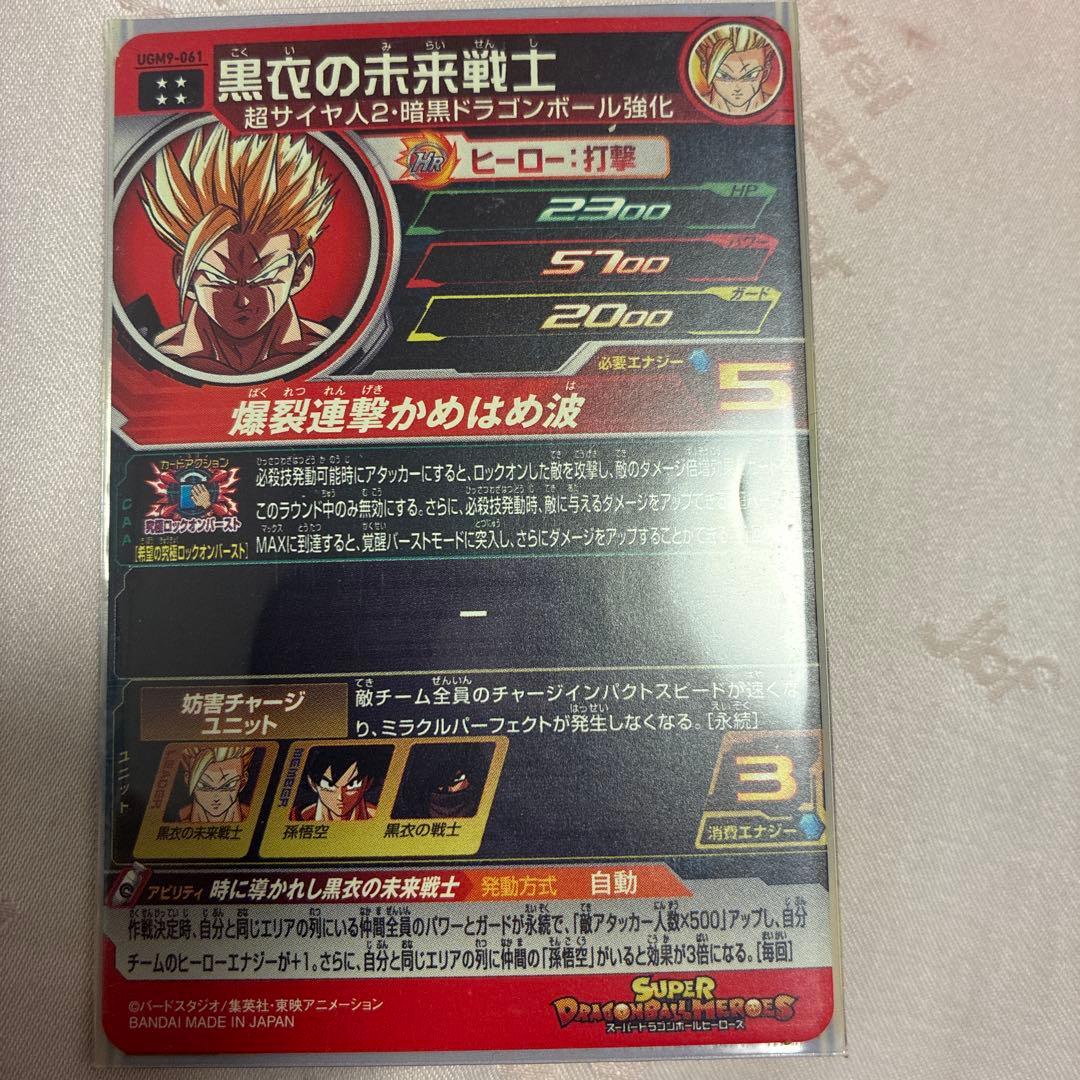 UGM9-061
黒衣の未来戦士
超サイヤ人2・暗黒ドラゴンボール強化
HR
ヒーロー:打撃
HP
2300
パワー
5700
ガード
2000
必要エナジー
5
爆裂連撃かめはめ波
カードアクション
究極ロックオンバースト
[希望の究極ロックオンバースト]
CAA
必殺技発動可能時にアタッカーにすると、ロックオンした敵を攻撃し、敵のダメージ倍増
このラウンド中のみ無効にする。さらに、必殺技発動時、敵に与えるダメージをアップ
MAXに到達すると、覚醒バーストモードに突入し、さらにダメージをアップすることが
ー
妨害チャージ
ユニット
敵チーム全員のチャージインパクトスピードが速くな
り、ミラクルパーフェクトが発生しなくなる。[永続]
ユニット
LEADER
黒衣の未来戦士
MEMBER
孫悟空
黒衣の戦士
3
消費エナジー
アビリティ 時に導かれし黒衣の未来戦士 発動方式 自動
作戦決定時、自分と同じエリアの列にいる仲間全員のパワーとガードが永続で、「敵アタッカー人数×500」アップし、自分
チームのヒーローエナジーが+1。さらに、自分と同じエリアの列に仲間の「孫悟空」がいると効果が3倍になる。[毎回]
©バードスタジオ/集英社・東映アニメーション
BANDAI MADE IN JAPAN
SUPER
DRAGONBALL HEROES
スーパードラゴンボールヒーローズ